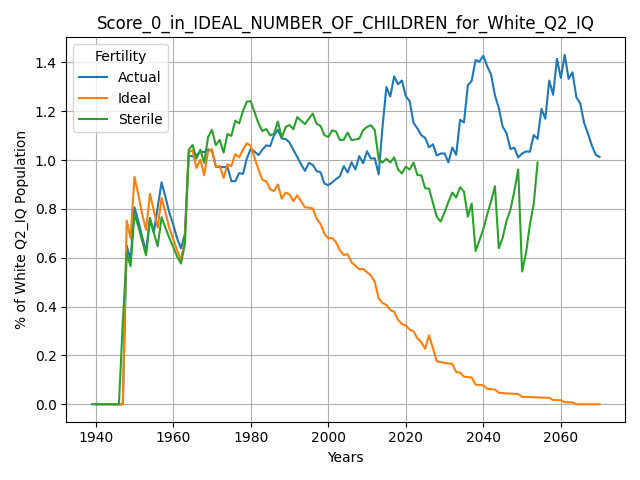 Score_0_in_IDEAL_NUMBER_OF_CHILDREN_for_White_Q2_IQ
Fertility
Actual
Ideal
Sterile
% of White Q2_IQ Population
1.4
1.2
1.0
0.8
0.6
0.4
0.2
0.0
1940 1960 1980 2000 2020 2040 2060
Years